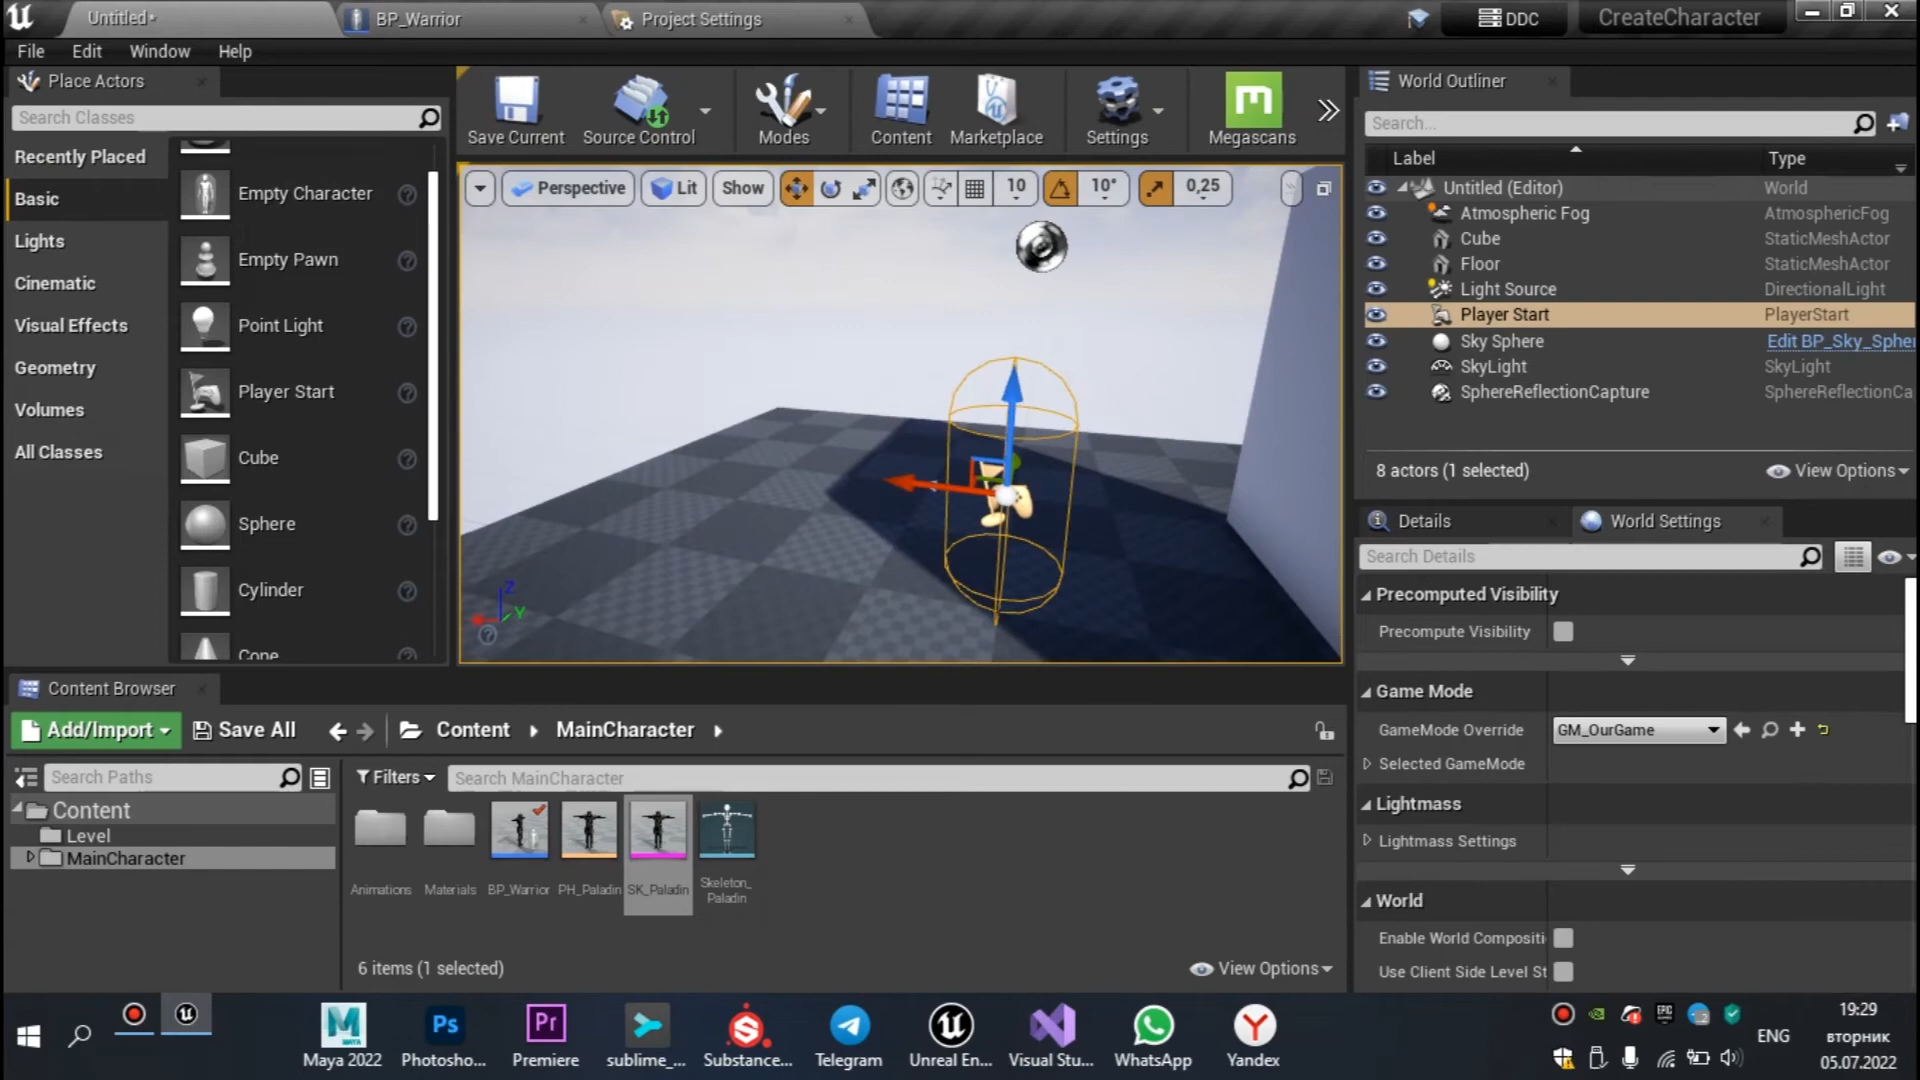 Untitled*
BP_Warrior
Project Settings
DDC
CreateCharacter
File Edit Window Help
Place Actors
Search Classes
Recently Placed
Basic
Lights
Cinematic
Visual Effects
Geometry
Volumes
All Classes
Empty Character
Empty Pawn
Point Light
Player Start
Cube
Sphere
Cylinder
Cone
Save Current
Source Control
Modes
Content
Marketplace
Settings
Megascans
Perspective
Lit
Show
10
10°
0,25
Z
Y
World Outliner
Search...
Label Type
Untitled (Editor) World
Atmospheric Fog AtmosphericFog
Cube StaticMeshActor
Floor StaticMeshActor
Light Source DirectionalLight
Player Start PlayerStart
Sky Sphere Edit BP_Sky_Spher
SkyLight SkyLight
SphereReflectionCapture SphereReflectionCa
8 actors (1 selected) View Options
Details
World Settings
Search Details
Precomputed Visibility
Precompute Visibility
Game Mode
GameMode Override GM_OurGame
Selected GameMode
Lightmass
Lightmass Settings
World
Enable World Compositi
Use Client Side Level St
Content Browser
Add/Import Save All Content MainCharacter
Search Paths
Filters Search MainCharacter
Content
Level
MainCharacter
Animations
Materials
BP_Warrior
PH_Paladin
SK_Paladin
Skeleton_
Paladin
6 items (1 selected) View Options
Maya 2022
Photosho...
Premiere
sublime_...
Substance...
Telegram
Unreal En...
Visual Stu...
WhatsApp
Yandex
ENG
19:29
вторник
05.07.2022